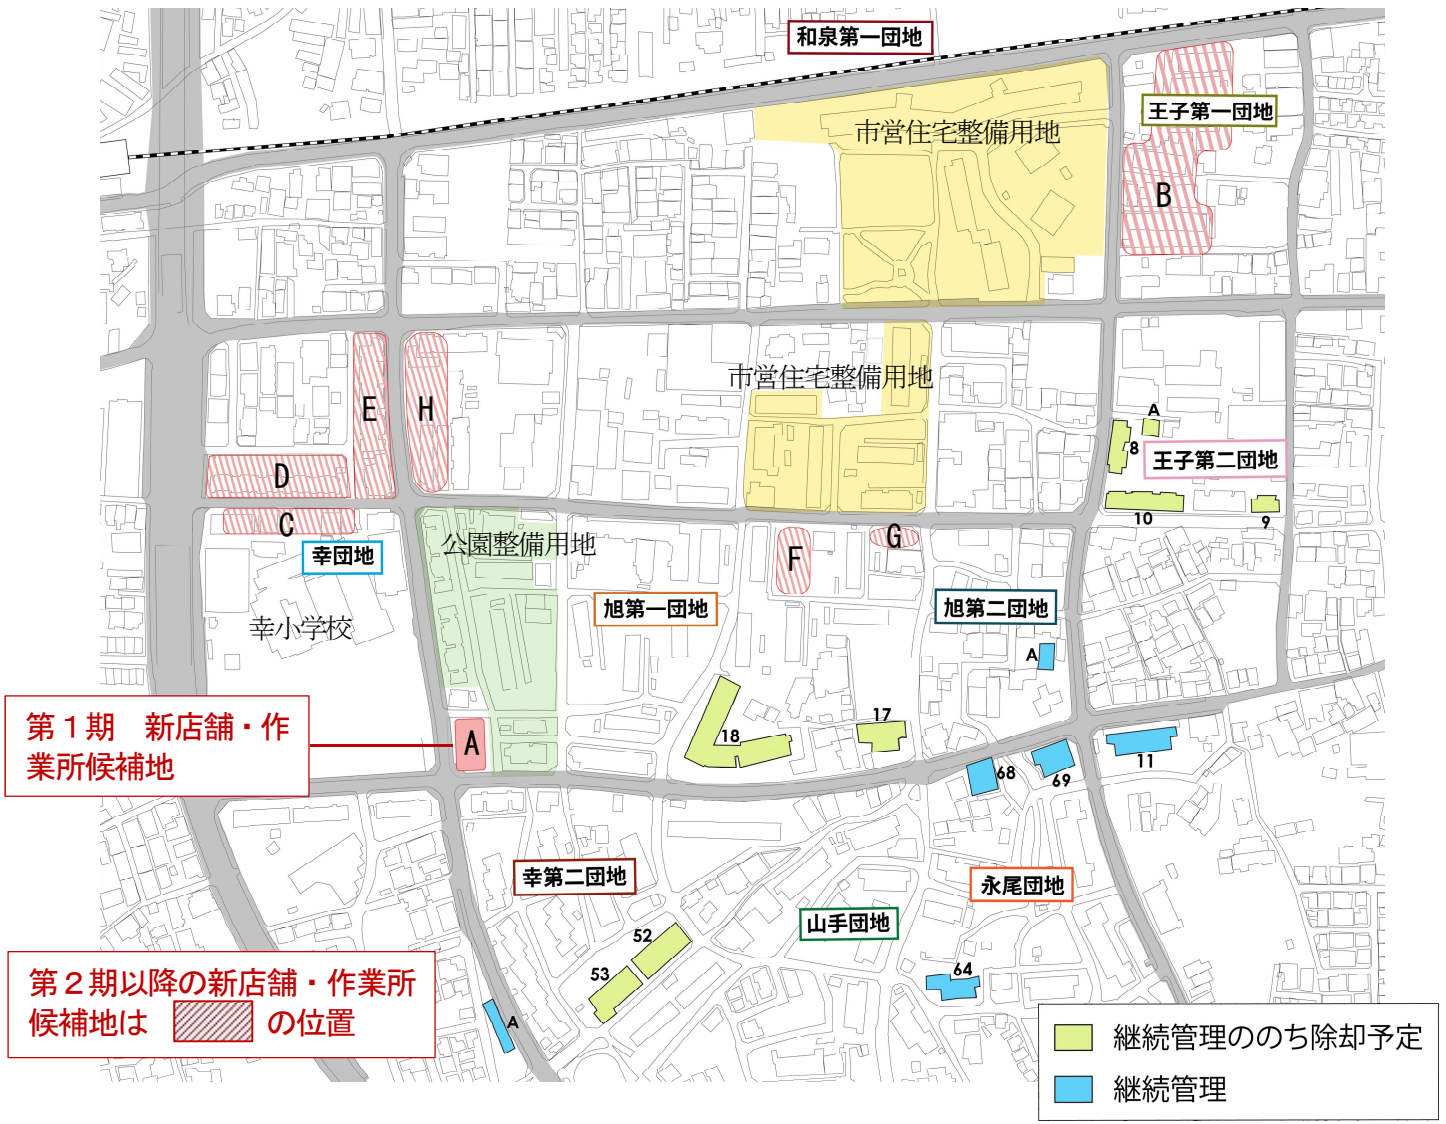 和泉第一団地
王子第一団地
市営住宅整備用地
B
市営住宅整備用地
E
H
A
8
王子第二団地
D
10
9
C
公園整備用地
幸団地
F
G
旭第一団地
旭第二団地
幸小学校
A
第1期 新店舗・作
業所候補地
A
18
17
68
69
11
幸第二団地
永尾団地
山手団地
52
53
64
A
第2期以降の新店舗・作業所
候補地は の位置
継続管理ののち除却予定
継続管理